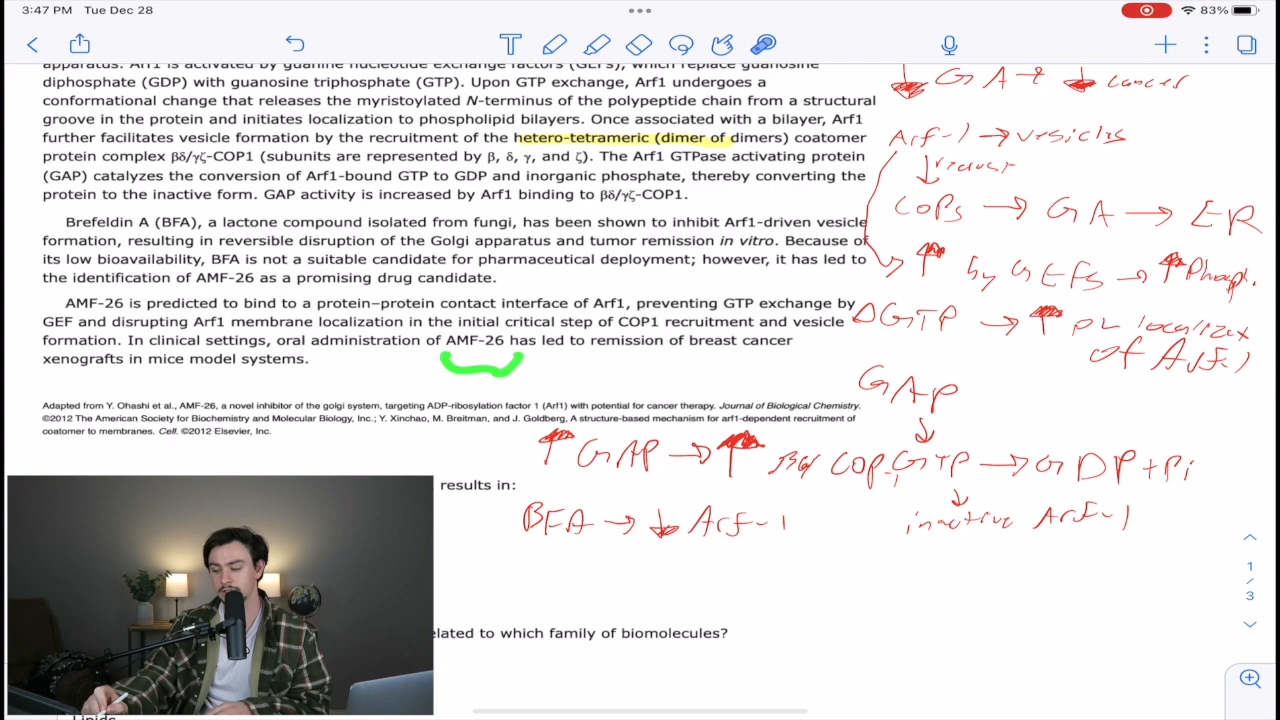 3:47 PM Tue Dec 28
83%
apparatus. Arf1 is activated by guanine nucleotide exchange factors (GEFs), which replace guanosine
diphosphate (GDP) with guanosine triphosphate (GTP). Upon GTP exchange, Arf1 undergoes a
conformational change that releases the myristoylated N-terminus of the polypeptide chain from a structural
groove in the protein and initiates localization to phospholipid bilayers. Once associated with a bilayer, Arf1
further facilitates vesicle formation by the recruitment of the hetero-tetrameric (dimer of dimers) coatomer
protein complex βδ/γζ-COP1 (subunits are represented by β, δ, γ, and ζ). The Arf1 GTPase activating protein
(GAP) catalyzes the conversion of Arf1-bound GTP to GDP and inorganic phosphate, thereby converting the
protein to the inactive form. GAP activity is increased by Arf1 binding to βδ/γζ-COP1.
Brefeldin A (BFA), a lactone compound isolated from fungi, has been shown to inhibit Arf1-driven vesicle
formation, resulting in reversible disruption of the Golgi apparatus and tumor remission in vitro. Because of
its low bioavailability, BFA is not a suitable candidate for pharmaceutical deployment; however, it has led to
the identification of AMF-26 as a promising drug candidate.
AMF-26 is predicted to bind to a protein–protein contact interface of Arf1, preventing GTP exchange by
GEF and disrupting Arf1 membrane localization in the initial critical step of COP1 recruitment and vesicle
formation. In clinical settings, oral administration of AMF-26 has led to remission of breast cancer
xenografts in mice model systems.
Adapted from Y. Ohashi et al., AMF-26, a novel inhibitor of the golgi system, targeting ADP-ribosylation factor 1 (Arf1) with potential for cancer therapy. Journal of Biological Chemistry.
©2012 The American Society for Biochemistry and Molecular Biology, Inc.; Y. Xinchao, M. Breitman, and J. Goldberg, A structure-based mechanism for arf1-dependent recruitment of
coatomer to membranes. Cell. ©2012 Elsevier, Inc.
results in:
elated to which family of biomolecules?
Lipids
↓ GA → ↓ cancer
Arf-1 → vesicles
↓ recruit
COPs → GA → ER
↑ by GEFs → ↑ Phosph.
GTP → ↑ localizax
of Arf-1
GAP
↓
↑ GAP → ↑ COP
GTP → GDP + Pi
↓
BFA → ↓ Arf-1
inactive Arf-1
1
/
3